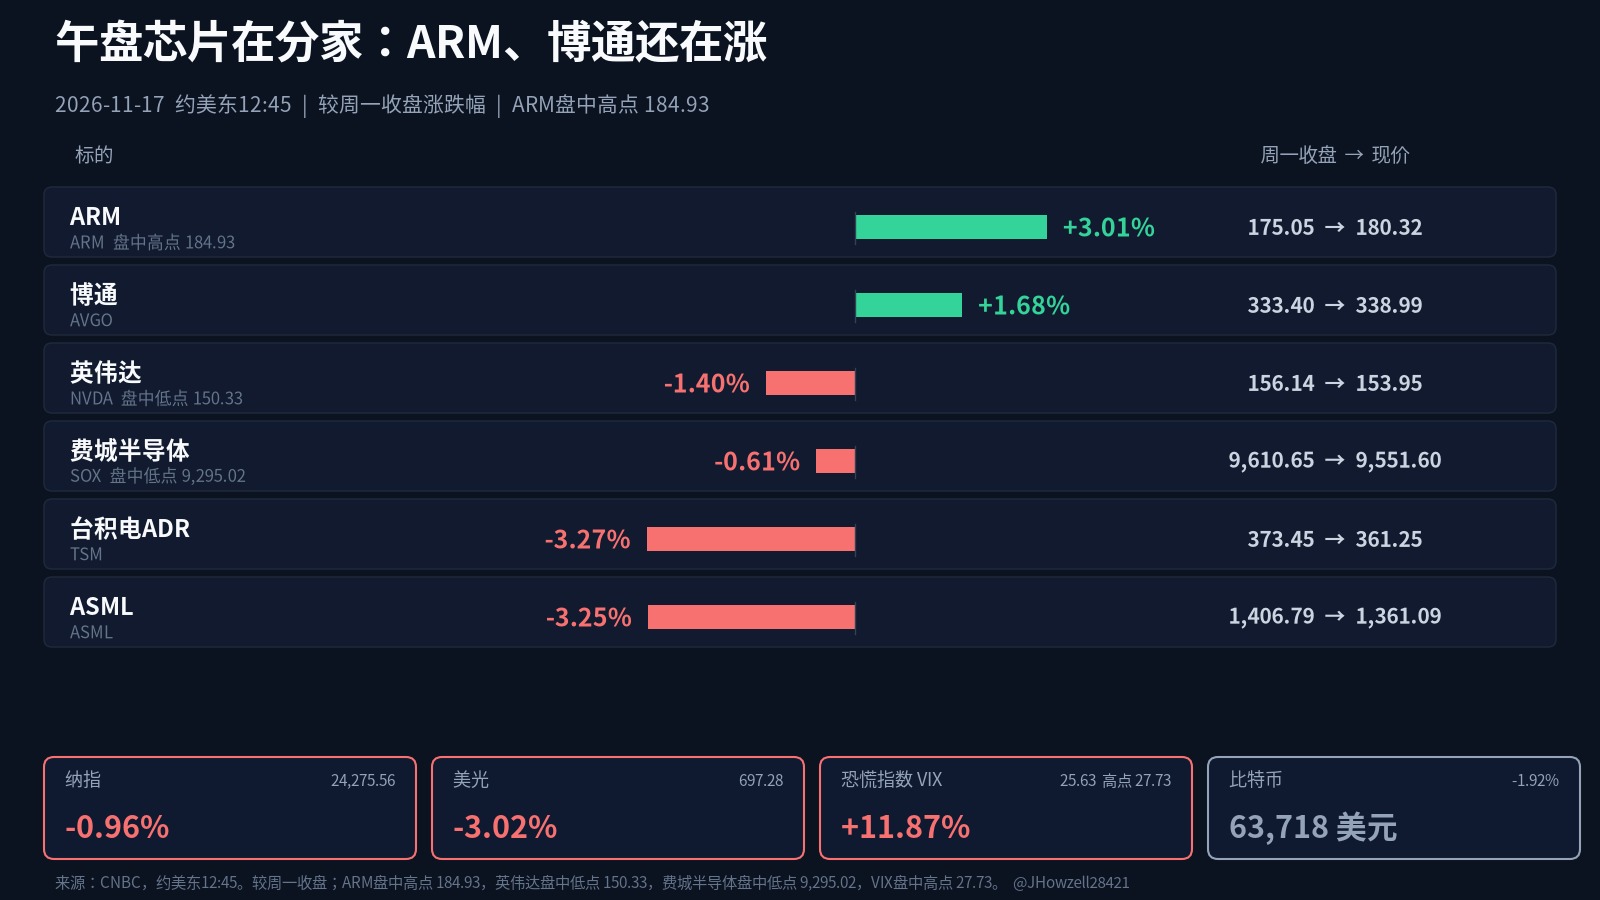 午盘芯片在分家：ARM、博通还在涨
2026-11-17 约美东12:45 | 较周一收盘涨跌幅 | ARM盘中高点 184.93
标的 周一收盘 → 现价
ARM
ARM 盘中高点 184.93
+3.01% 175.05 → 180.32
博通
AVGO
+1.68% 333.40 → 338.99
英伟达
NVDA 盘中低点 150.33
-1.40% 156.14 → 153.95
费城半导体
SOX 盘中低点 9,295.02
-0.61% 9,610.65 → 9,551.60
台积电ADR
TSM
-3.27% 373.45 → 361.25
ASML
ASML
-3.25% 1,406.79 → 1,361.09
纳指 24,275.56
-0.96%
美光 697.28
-3.02%
恐慌指数 VIX 25.63 高点 27.73
+11.87%
比特币 -1.92%
63,718 美元
来源：CNBC，约美东12:45。较周一收盘；ARM盘中高点 184.93，英伟达盘中低点 150.33，费城半导体盘中低点 9,295.02，VIX盘中高点 27.73。 @JHowzell28421